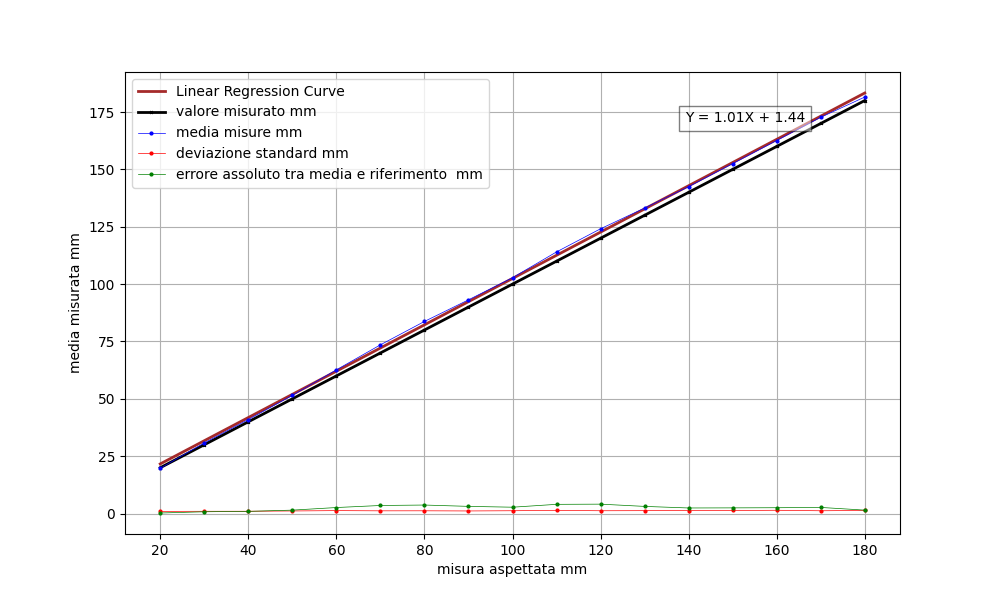 Linear Regression Curve
valore misurato mm
media misure mm
deviazione standard mm
errore assoluto tra media e riferimento  mm
Y = 1.01X + 1.44
media misurata mm
175
150
125
100
75
50
25
0
20 40 60 80 100 120 140 160 180
misura aspettata mm